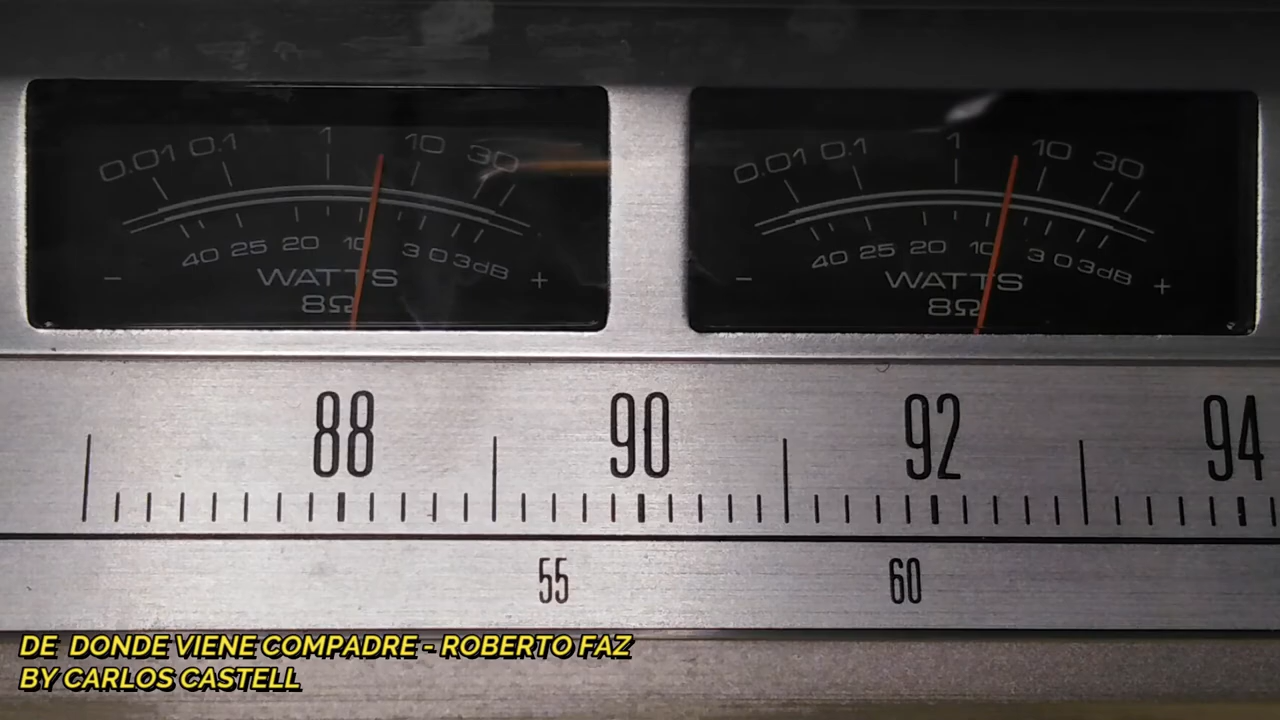 0.01 0.1 1 10 30
40 25 20 10 3 0 3dB
- WATTS +
8Ω
0.01 0.1 1 10 30
40 25 20 10 3 0 3dB
- WATTS +
8Ω
88 90 92 94
55 60
DE DONDE VIENE COMPADRE - ROBERTO FAZ
BY CARLOS CASTELL